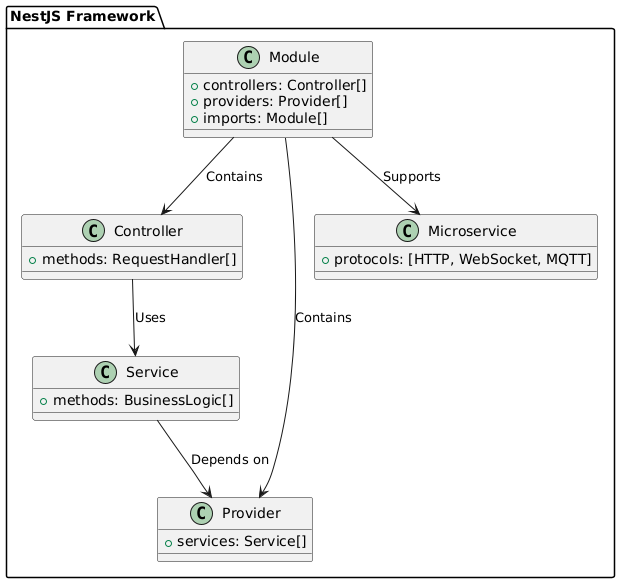 NestJS Framework
C Module
controllers: Controller[]
providers: Provider[]
imports: Module[]
Contains
Supports
C Controller
methods: RequestHandler[]
C Microservice
protocols: [HTTP, WebSocket, MQTT]
Uses
Contains
C Service
methods: BusinessLogic[]
Depends on
C Provider
services: Service[]